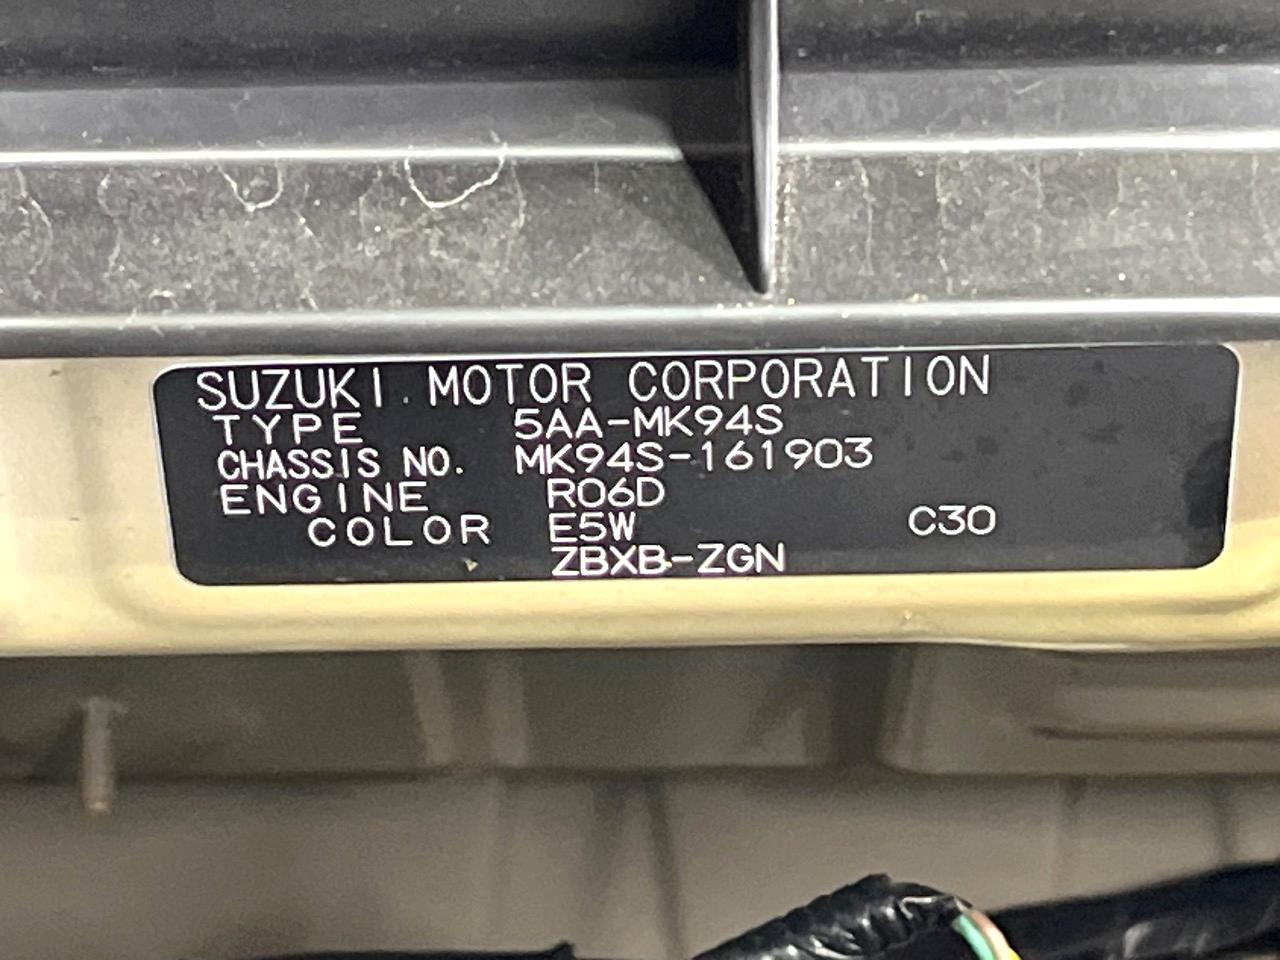 SUZUKI MOTOR CORPORATION
TYPE 5AA-MK94S
CHASSIS NO. MK94S-161903
ENGINE R06D
COLOR E5W C30
ZBXB-ZGN